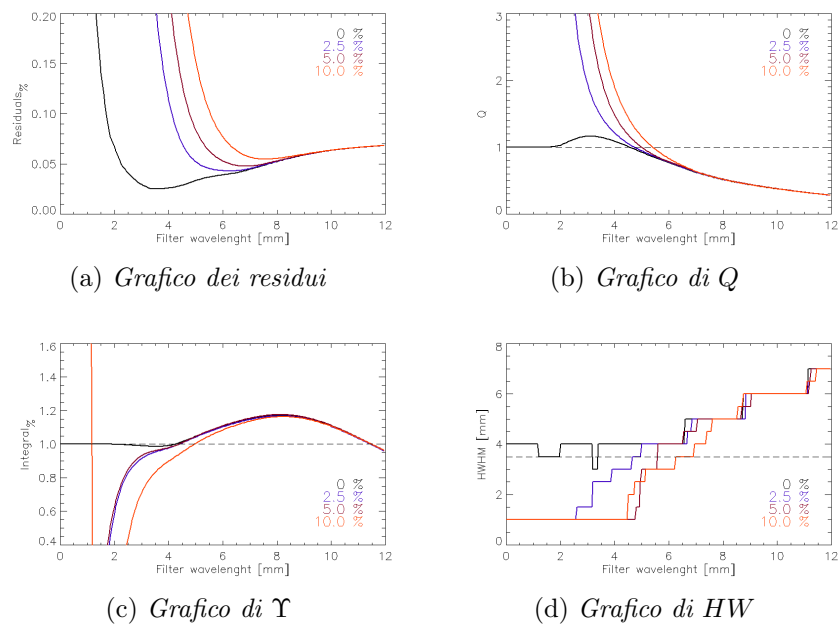 0.20
0.15
0.10
0.05
0.00
Residuals%
0 %
2.5 %
5.0 %
10.0 %
0 2 4 6 8 10 12
Filter wavelenght [mm]
(a) Grafico dei residui
3
2
1
0
Q
0 %
2.5 %
5.0 %
10.0 %
0 2 4 6 8 10 12
Filter wavelenght [mm]
(b) Grafico di Q
1.6
1.4
1.2
1.0
0.8
0.6
0.4
Integral%
0 %
2.5 %
5.0 %
10.0 %
0 2 4 6 8 10 12
Filter wavelenght [mm]
(c) Grafico di ϒ
8
6
4
2
HWHM [mm]
0 %
2.5 %
5.0 %
10.0 %
0 2 4 6 8 10 12
Filter wavelenght [mm]
(d) Grafico di HW